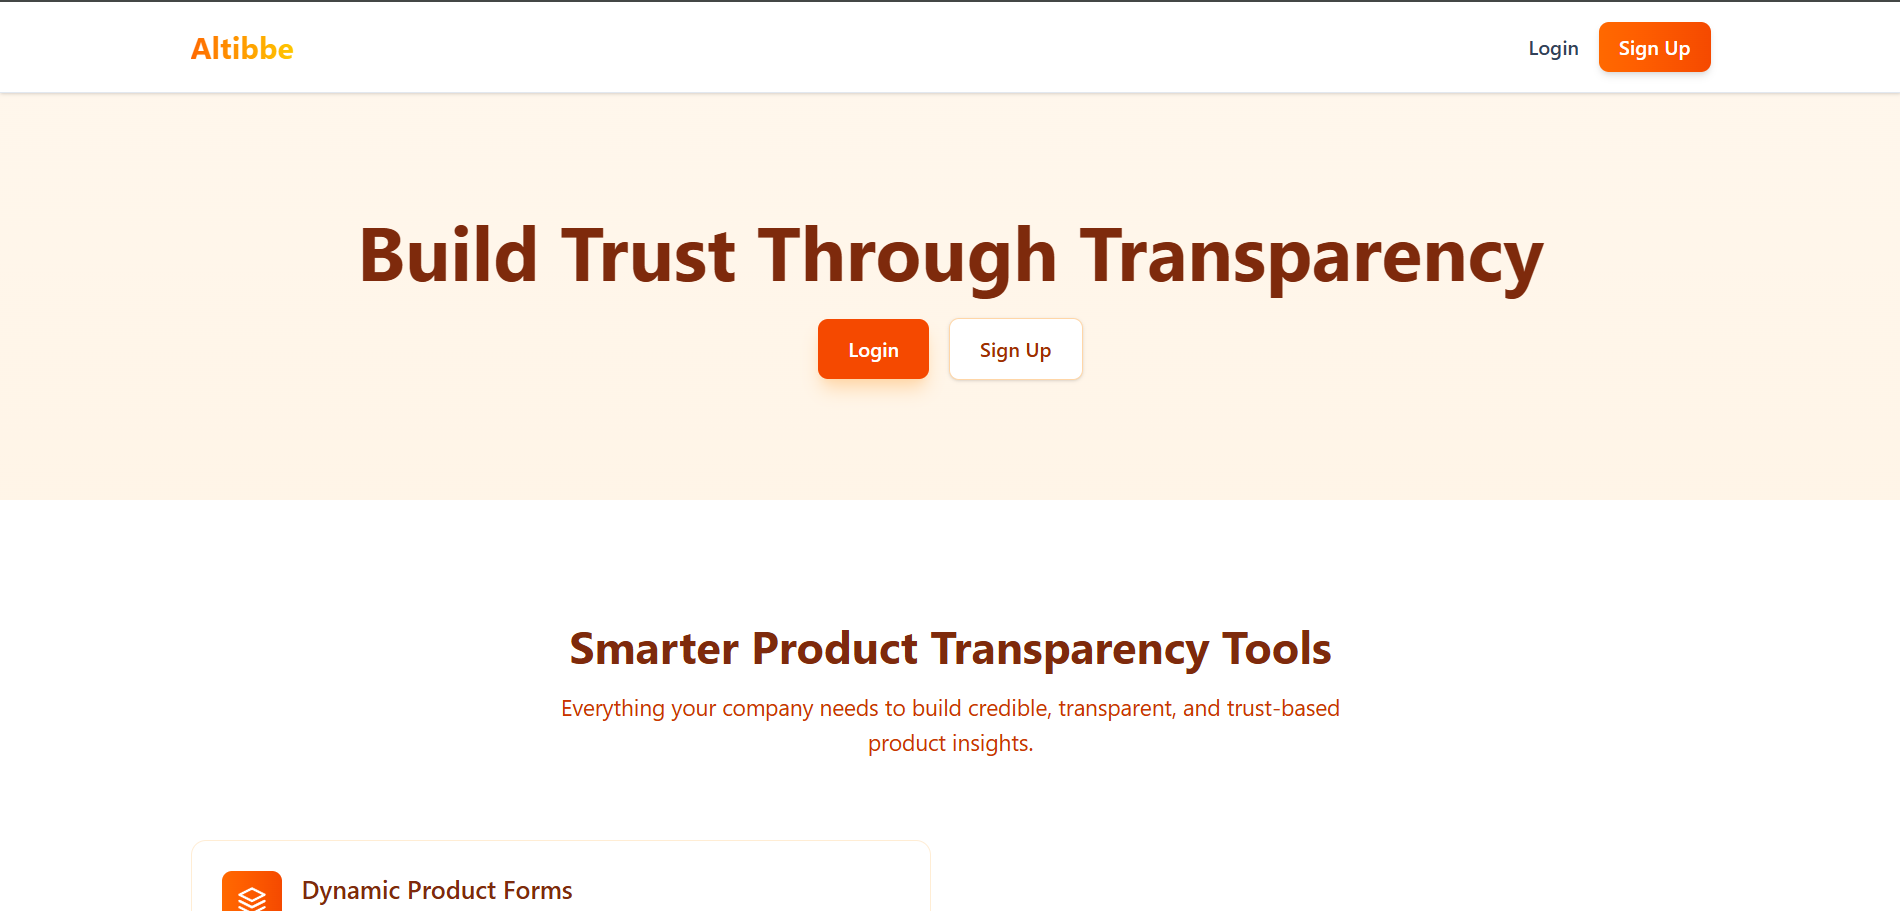 Altibbe
Login
Sign Up
Build Trust Through Transparency
Login
Sign Up
Smarter Product Transparency Tools
Everything your company needs to build credible, transparent, and trust-based
product insights.
Dynamic Product Forms